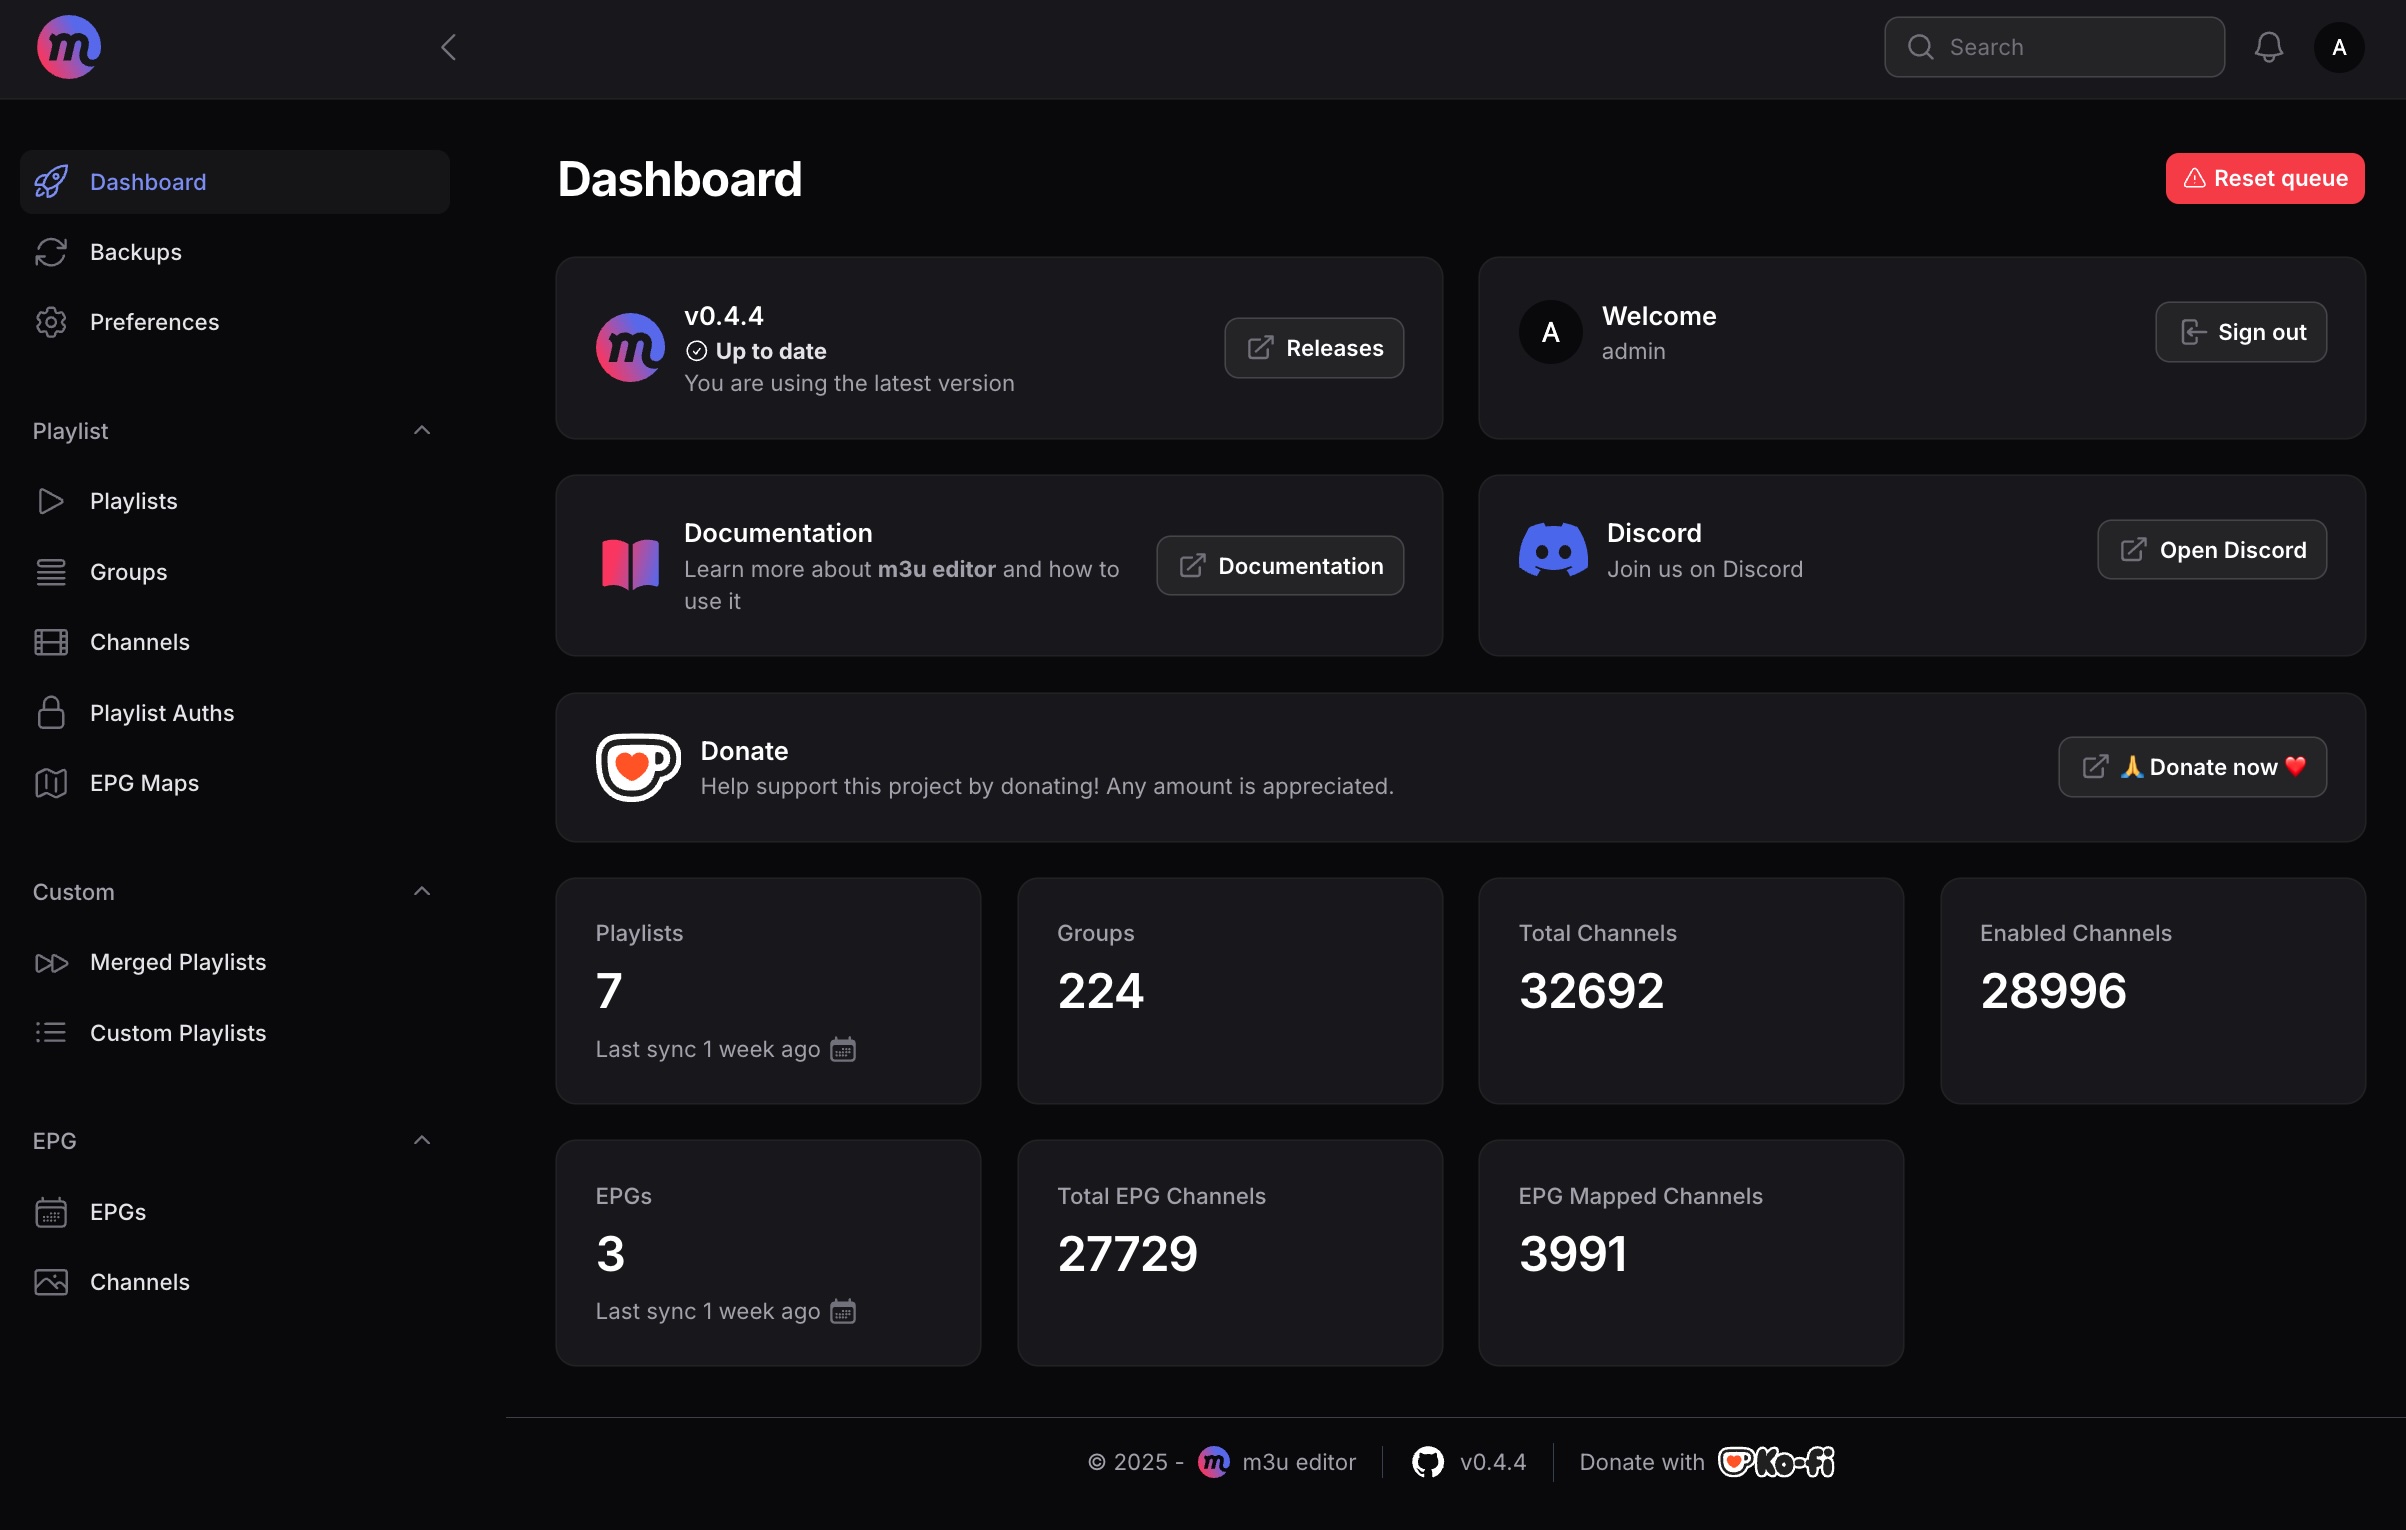 m
Search
A
Dashboard
Backups
Preferences
Playlist
Playlists
Groups
Channels
Playlist Auths
EPG Maps
Custom
Merged Playlists
Custom Playlists
EPG
EPGs
Channels
Dashboard
Reset queue
m
v0.4.4
Up to date
You are using the latest version
Releases
A
Welcome
admin
Sign out
Documentation
Learn more about m3u editor and how to
use it
Documentation
Discord
Join us on Discord
Open Discord
Donate
Help support this project by donating! Any amount is appreciated.
🙏 Donate now ❤️
Playlists
7
Last sync 1 week ago
Groups
224
Total Channels
32692
Enabled Channels
28996
EPGs
3
Last sync 1 week ago
Total EPG Channels
27729
EPG Mapped Channels
3991
© 2025 - m m3u editor
v0.4.4
Donate with Ko-fi